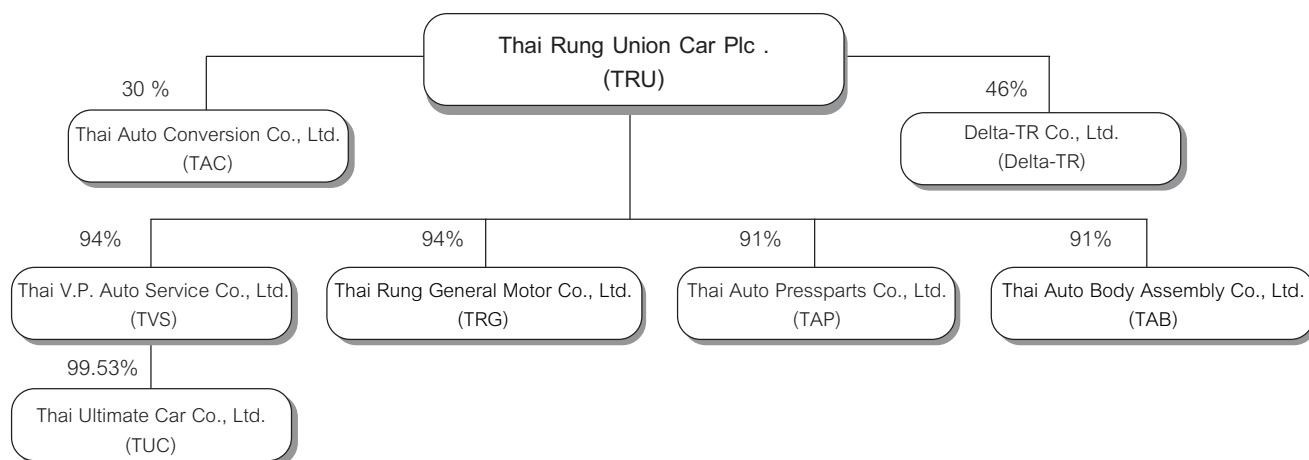 Thai Rung Union Car Plc .
(TRU)
30 %
46%
Thai Auto Conversion Co., Ltd.
(TAC)
Delta-TR Co., Ltd.
(Delta-TR)
94%
94%
91%
91%
Thai V.P. Auto Service Co., Ltd.
(TVS)
Thai Rung General Motor Co., Ltd.
(TRG)
Thai Auto Pressparts Co., Ltd.
(TAP)
Thai Auto Body Assembly Co., Ltd.
(TAB)
99.53%
Thai Ultimate Car Co., Ltd.
(TUC)